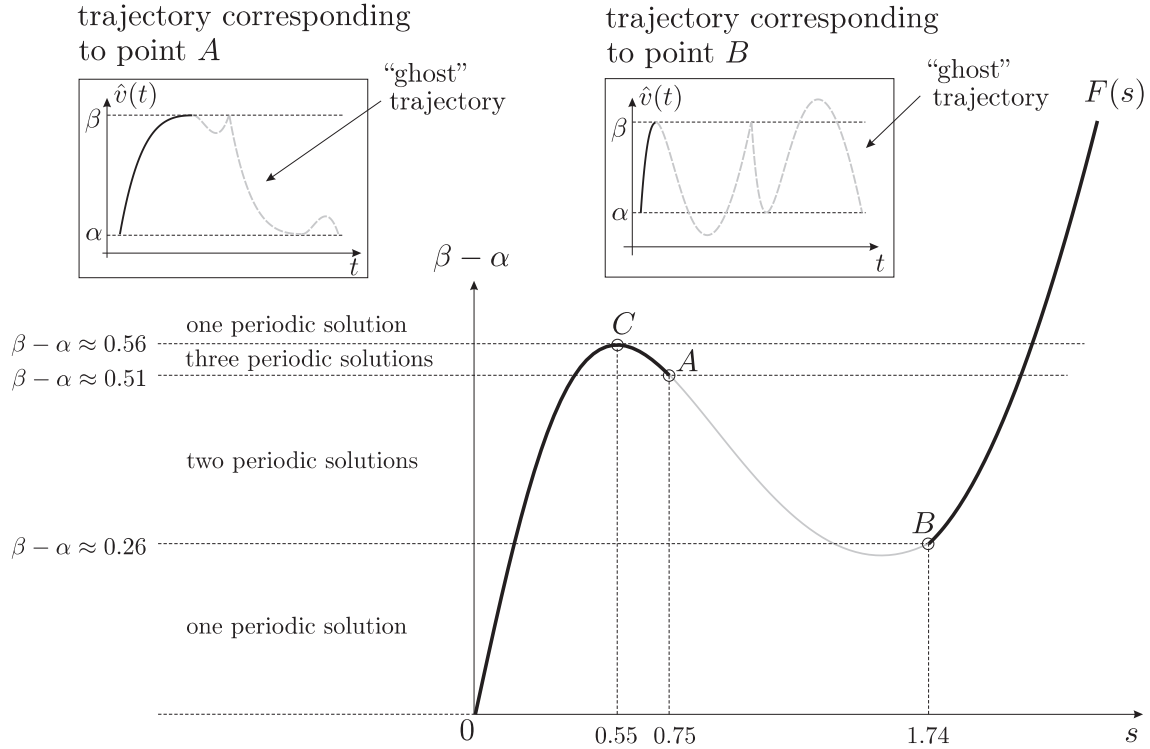 trajectory corresponding
to point A
β
v̂(t)
α
t
“ghost”
trajectory
trajectory corresponding
to point B
v̂(t)
β
α
t
“ghost”
trajectory
F(s)
β − α
one periodic solution
C
β − α ≈ 0.56
three periodic solutions
A
β − α ≈ 0.51
two periodic solutions
B
β − α ≈ 0.26
one periodic solution
0
0.55 0.75 1.74 s